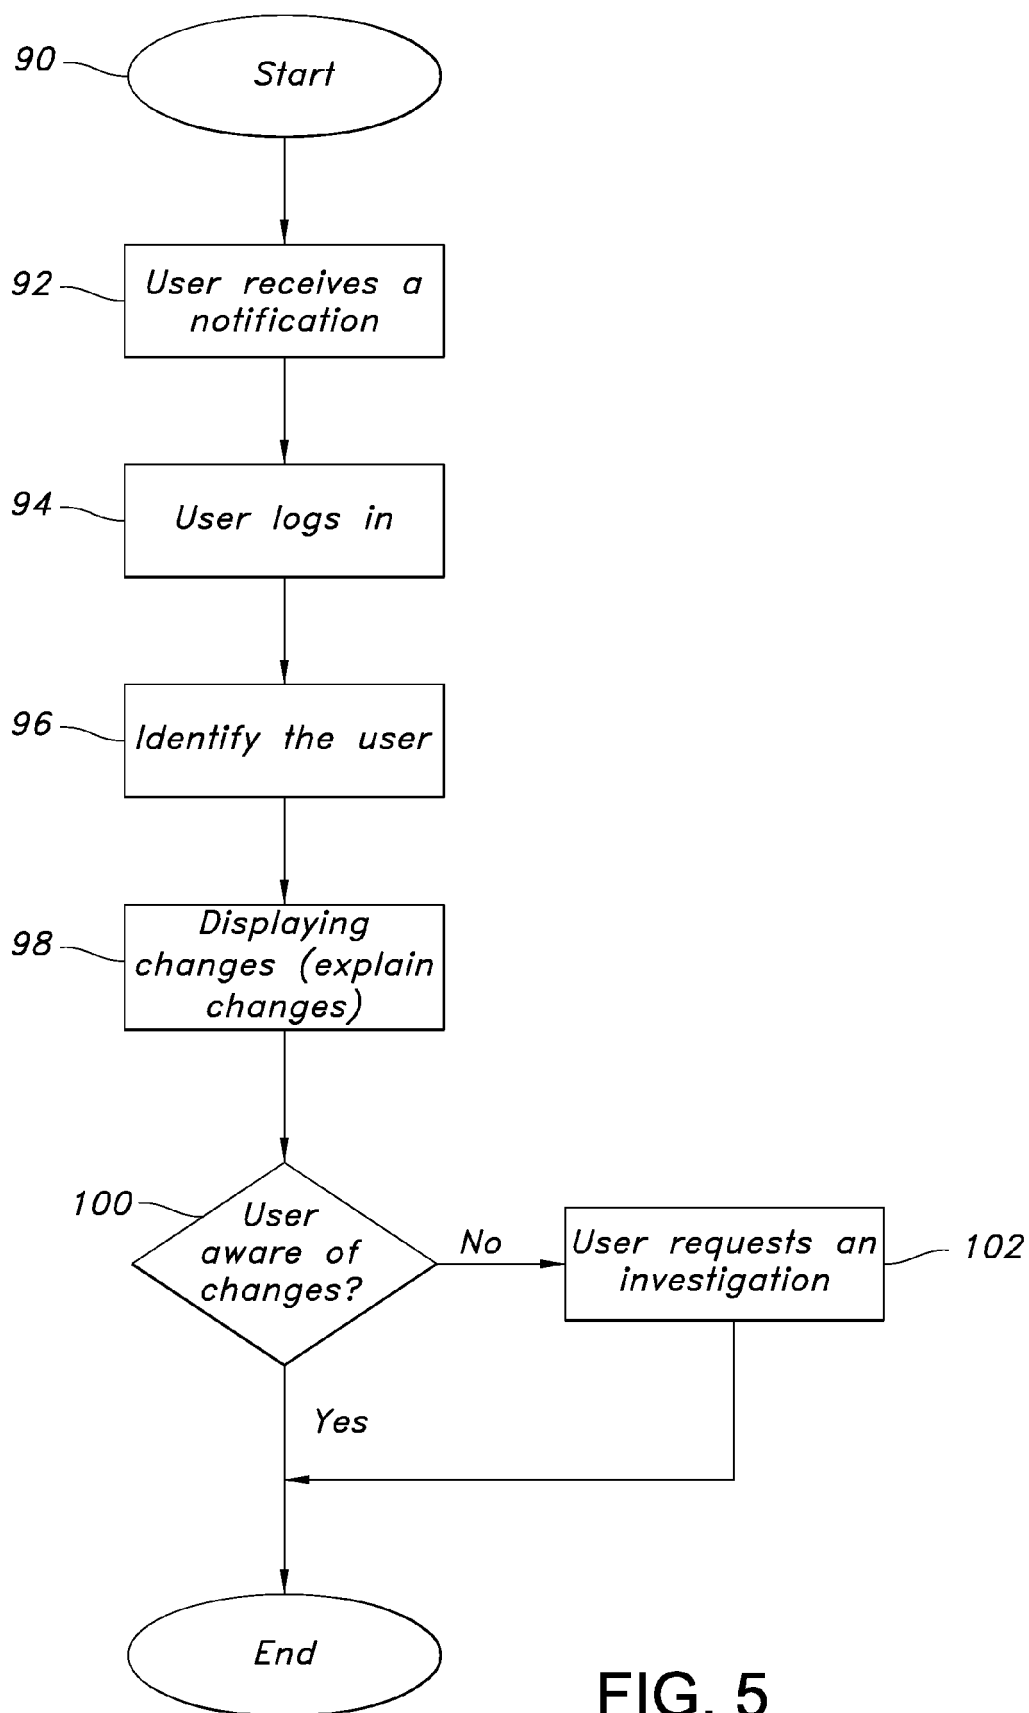 90
Start
92
User receives a
notification
94
User logs in
96
Identify the user
98
Displaying
changes (explain
changes)
100
User
aware of
changes?
No
User requests an
investigation
102
Yes
End
FIG. 5